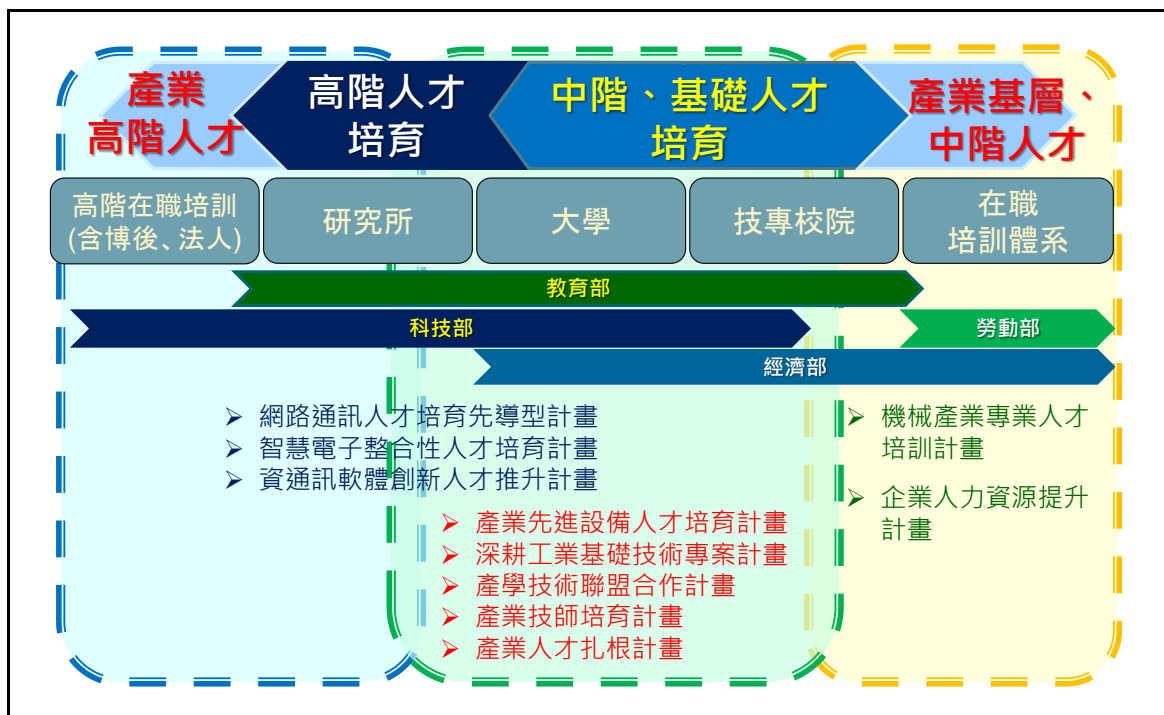 產業
高階人才
高階人才
培育
中階、基礎人才
培育
產業基層、
中階人才
高階在職培訓
(含博後、法人)
研究所
大學
技專校院
在職
培訓體系
教育部
科技部
勞動部
經濟部
➢ 網路通訊人才培育先導型計畫
➢ 智慧電子整合性人才培育計畫
➢ 資通訊軟體創新人才推升計畫
➢ 產業先進設備人才培育計畫
➢ 深耕工業基礎技術專案計畫
➢ 產學技術聯盟合作計畫
➢ 產業技師培育計畫
➢ 產業人才扎根計畫
➢ 機械產業專業人才
培訓計畫
➢ 企業人力資源提升
計畫